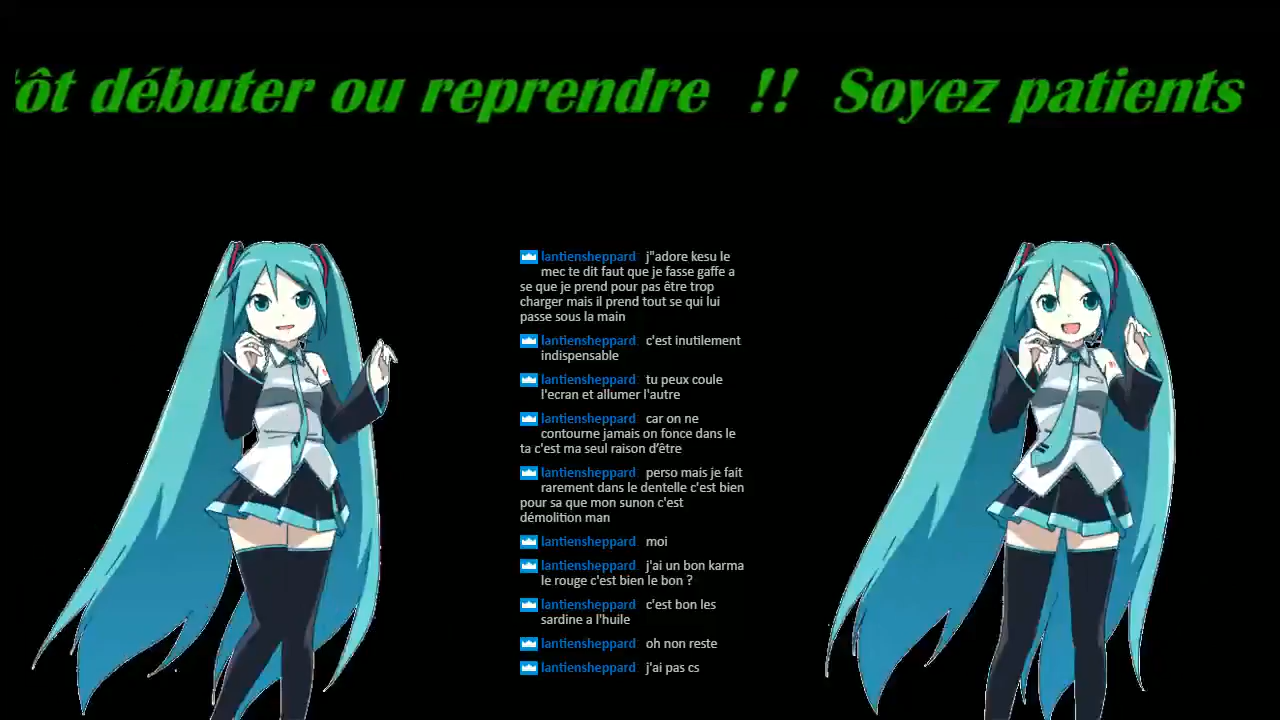 tôt débuter ou reprendre !! Soyez patients
lantiensheppard j"adore kesu le
mec te dit faut que je fasse gaffe a
se que je prend pour pas être trop
charger mais il prend tout se qui lui
passe sous la main
lantiensheppard c'est inutilement
indispensable
lantiensheppard tu peux coule
l'ecran et allumer l'autre
lantiensheppard car on ne
contourne jamais on fonce dans le
ta c'est ma seul raison d'être
lantiensheppard perso mais je fait
rarement dans le dentelle c'est bien
pour sa que mon sunon c'est
démolition man
lantiensheppard moi
lantiensheppard j'ai un bon karma
le rouge c'est bien le bon ?
lantiensheppard c'est bon les
sardine a l'huile
lantiensheppard oh non reste
lantiensheppard j'ai pas cs